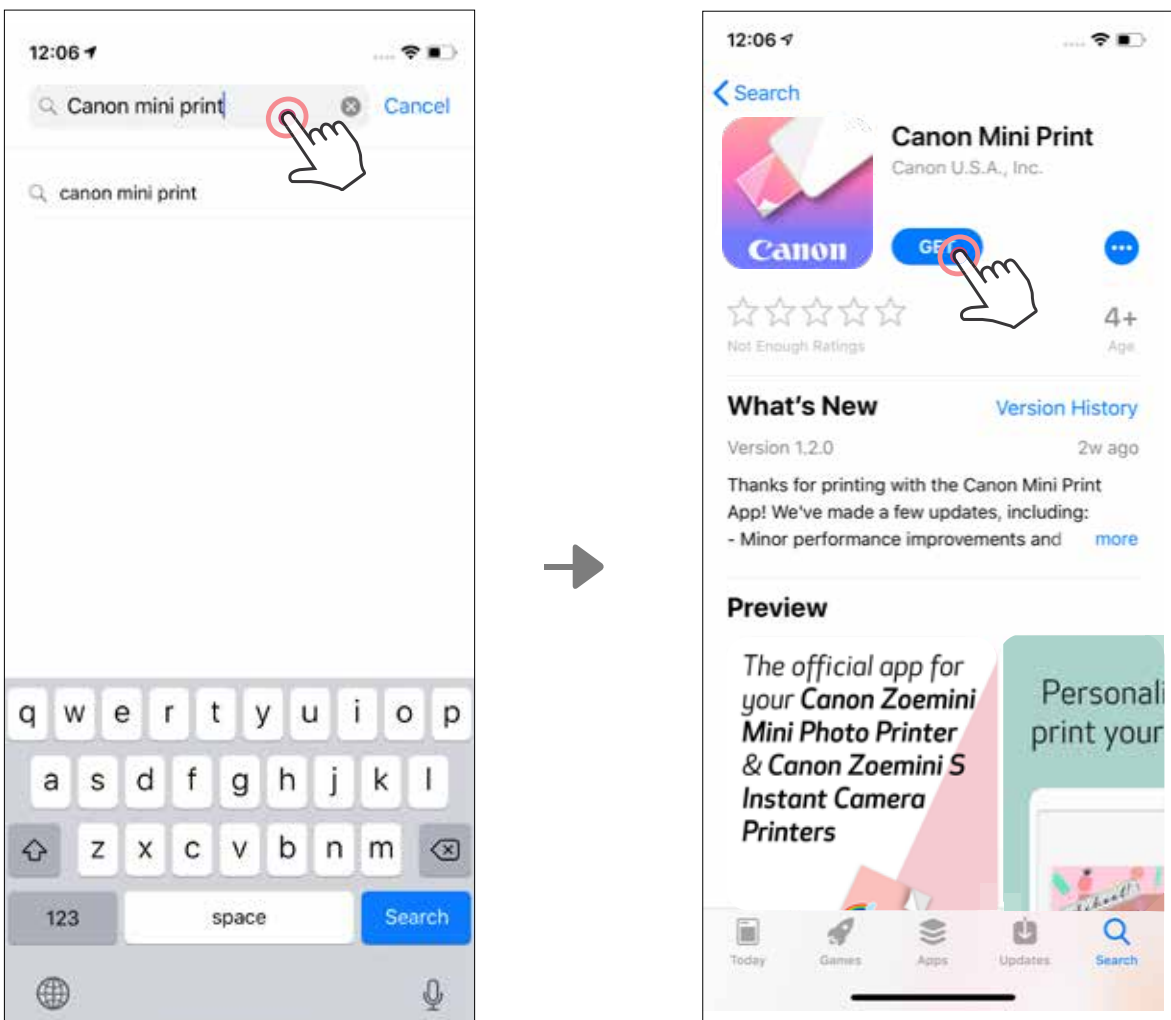 12:06
Canon mini print
Cancel
canon mini print
q w e r t y u i o p
a s d f g h j k l
z x c v b n m
123 space Search
12:06
Search
Canon Mini Print
Canon U.S.A., Inc.
Canon
4+
Not Enough Ratings
Age
What's New
Version History
Version 1.2.0
2w ago
Thanks for printing with the Canon Mini Print
App! We've made a few updates, including:
- Minor performance improvements and more
Preview
The official app for
your Canon Zoemini
Mini Photo Printer
& Canon Zoemini S
Instant Camera
Printers
Personali
print your
Today Games Apps Updates Search